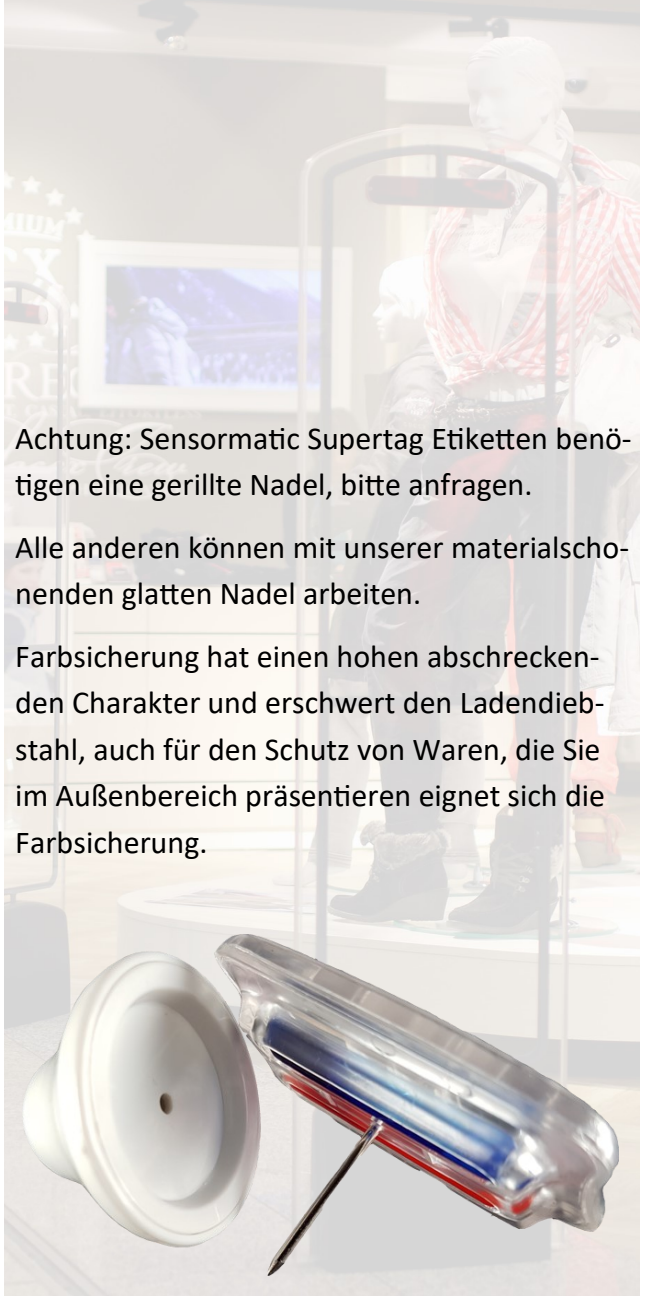 MIUM
Achtung: Sensormatic Supertag Etiketten benö-
tigen eine gerillte Nadel, bitte anfragen.
Alle anderen können mit unserer materialscho-
nenden glatten Nadel arbeiten.
Farbsicherung hat einen hohen abschrecken-
den Charakter und erschwert den Ladendieb-
stahl, auch für den Schutz von Waren, die Sie
im Außenbereich präsentieren eignet sich die
Farbsicherung.